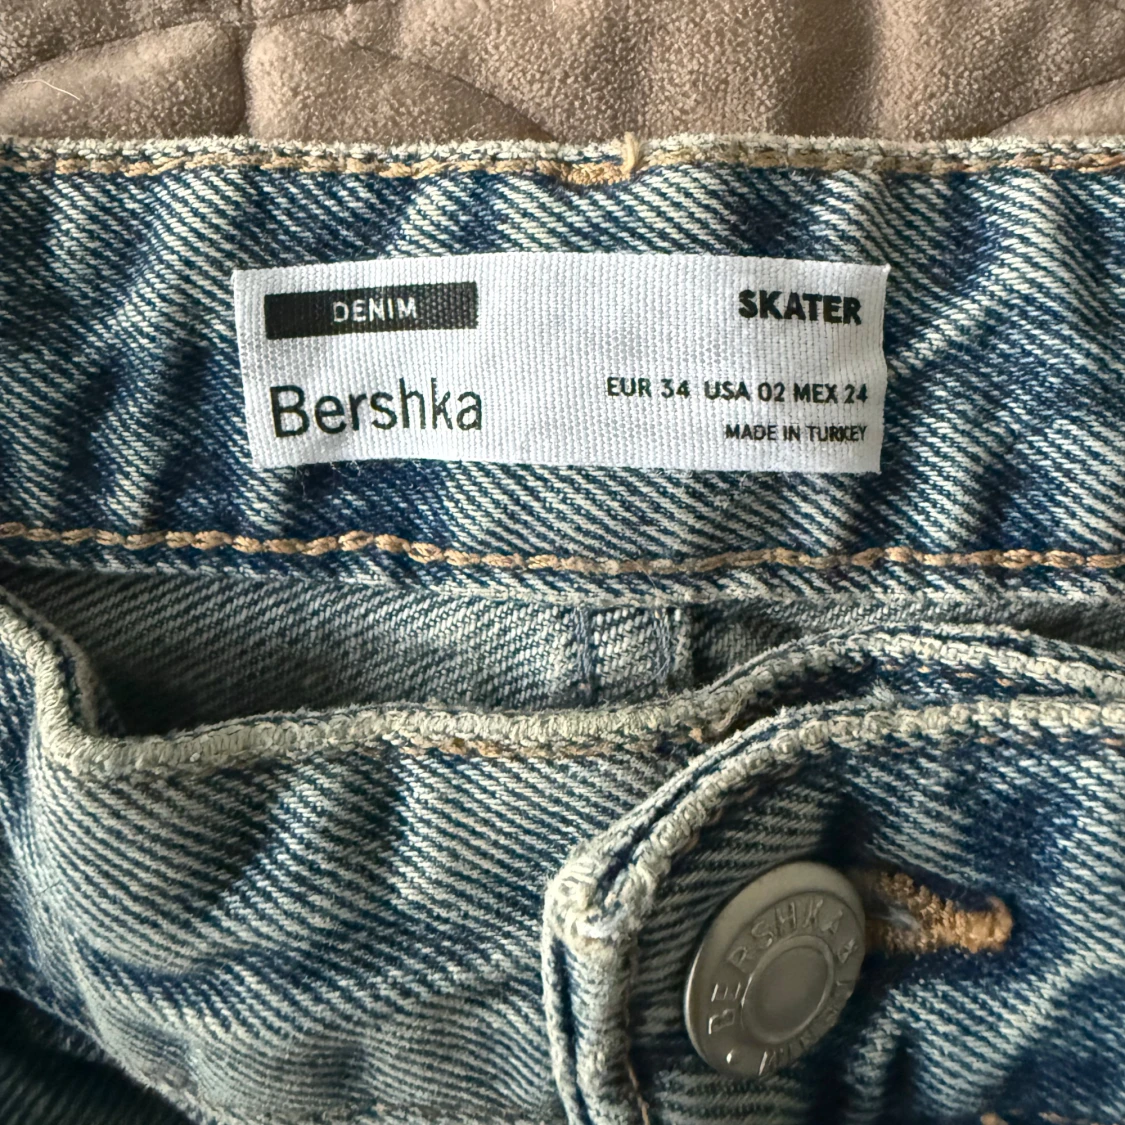 DENIM
SKATER
Bershka
EUR 34 USA 02 MEX 24
MADE IN TURKEY
BERSHKA